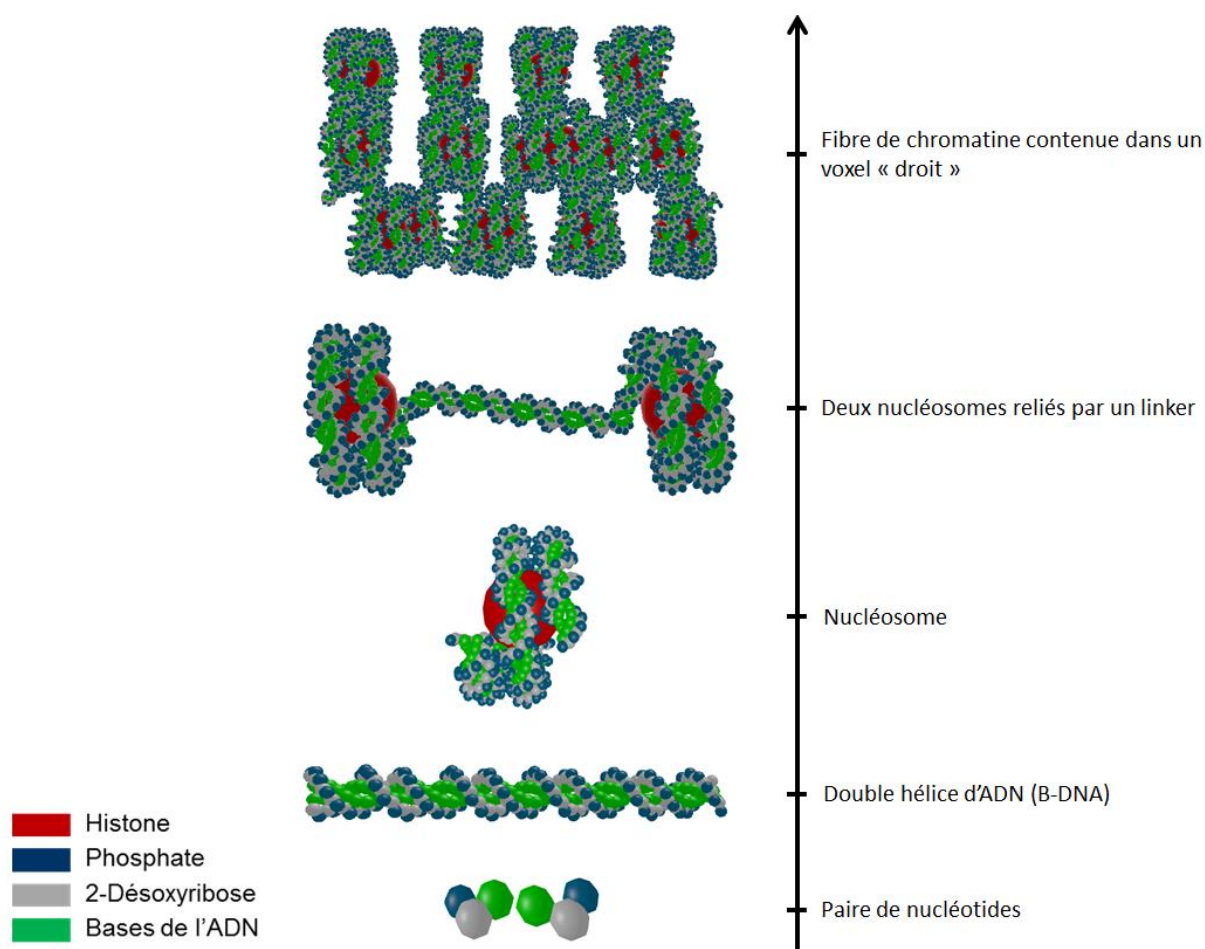 Fibre de chromatine contenue dans un
voxel « droit »
Deux nucléosomes reliés par un linker
Nucléosome
Double hélice d’ADN (B-DNA)
Paire de nucléotides
Histone
Phosphate
2-Désoxyribose
Bases de l’ADN